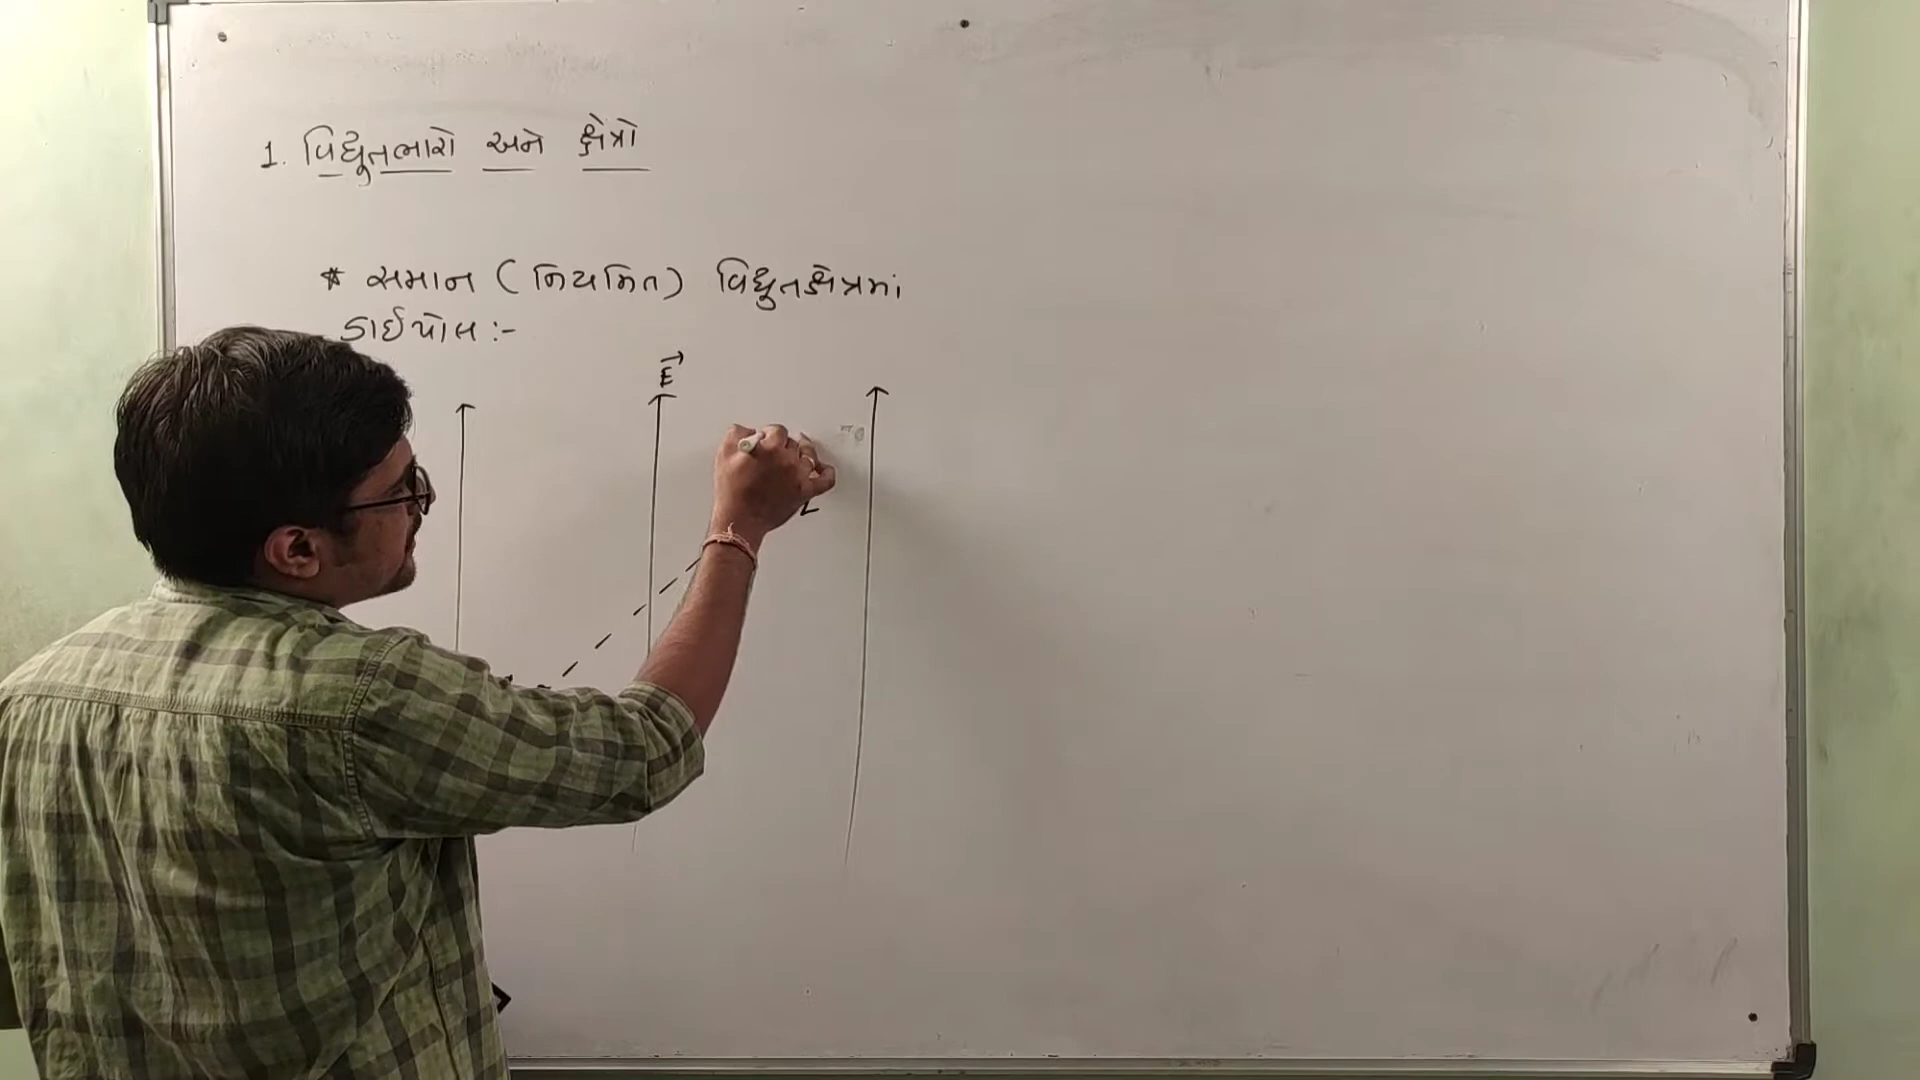 1. વિદ્યુતભારો અને ક્ષેત્રો
* સમાન (નિયમિત) વિદ્યુતક્ષેત્રમાં
ડાઈપોલ :-
E⃗